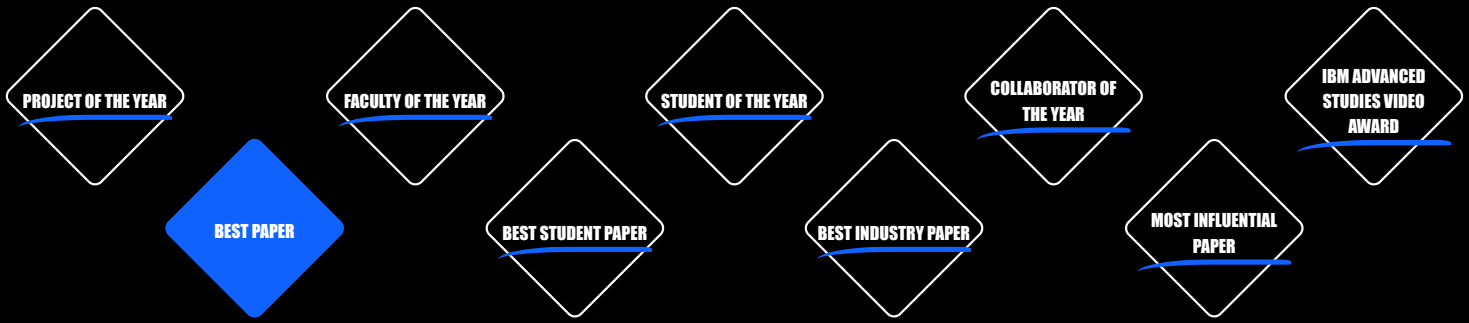 PROJECT OF THE YEAR
FACULTY OF THE YEAR
STUDENT OF THE YEAR
COLLABORATOR OF
THE YEAR
IBM ADVANCED
STUDIES VIDEO
AWARD
BEST PAPER
BEST STUDENT PAPER
BEST INDUSTRY PAPER
MOST INFLUENTIAL
PAPER